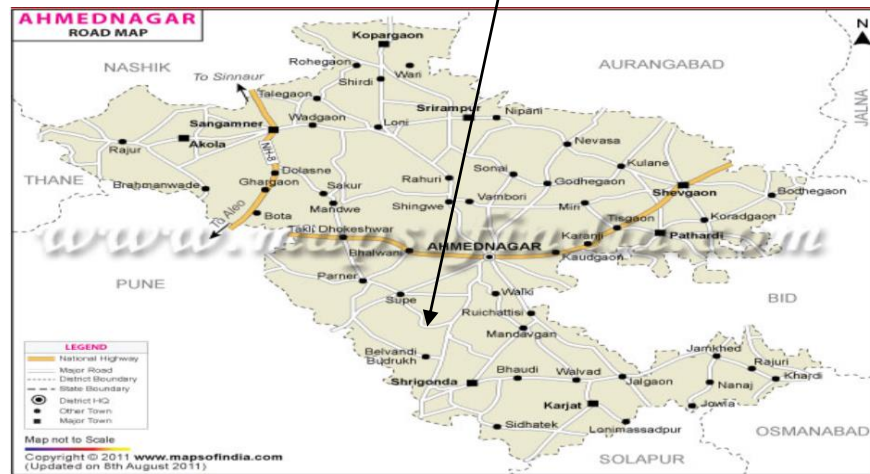 AHMEDNAGAR
ROAD MAP
N
Kopargaon
NASHIK
Rohegaon
Wari
AURANGABAD
To Sinnaur
Shirdi
Talegaon
JALNA
Srirampur
Nipani
Sangamner
Wadgaon
Loni
Akola
Rajur
NH-8
Nevasa
Sonai
Kulane
Dolasne
THANE
Brahmanwade
Ghargaon
Sakur
Rahuri
Godhegaon
Shevgaon
Bodhegaon
Mandwe
Shingwe
Vambori
Miri
To Aleo
Bota
Tisgaon
Koradgaon
www.mapsofindia.com
Takli Dhokeshwar
AHMEDNAGAR
Karanji
Pathardi
Bhalwani
Kaudgaon
PUNE
Parner
Supe
Walki
BID
Ruichattisi
Mandavgan
LEGEND
National Highway
Major Road
District Boundary
State Boundary
District HQ
Other Town
Major Town
Belvandi
Budrukh
Jamkhed
Rajuri
Bhaudi
Walvad
Jalgaon
Nanaj
Khardi
Shrigonda
Karjat
Jowla
Sidhatek
Lonimassadpur
OSMANABAD
SOLAPUR
Map not to Scale
Copyright © 2011 www.mapsofindia.com
(Updated on 8th August 2011)